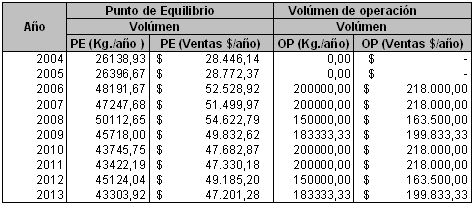 Año Punto de Equilibrio Volúmen de operación
Volúmen Volúmen
PE (Kg./año ) PE (Ventas $/año) OP (Kg./año) OP (Ventas $/año)
2004 26138,93 $ 28.446,14 0,00 $ -
2005 26396,67 $ 28.772,37 0,00 $ -
2006 48191,67 $ 52.528,92 200000,00 $ 218.000,00
2007 47247,68 $ 51.499,97 200000,00 $ 218.000,00
2008 50112,65 $ 54.622,79 150000,00 $ 163.500,00
2009 45718,00 $ 49.832,62 183333,33 $ 199.833,33
2010 43745,75 $ 47.682,87 200000,00 $ 218.000,00
2011 43422,19 $ 47.330,18 200000,00 $ 218.000,00
2012 45124,04 $ 49.185,20 150000,00 $ 163.500,00
2013 43303,92 $ 47.201,28 183333,33 $ 199.833,33